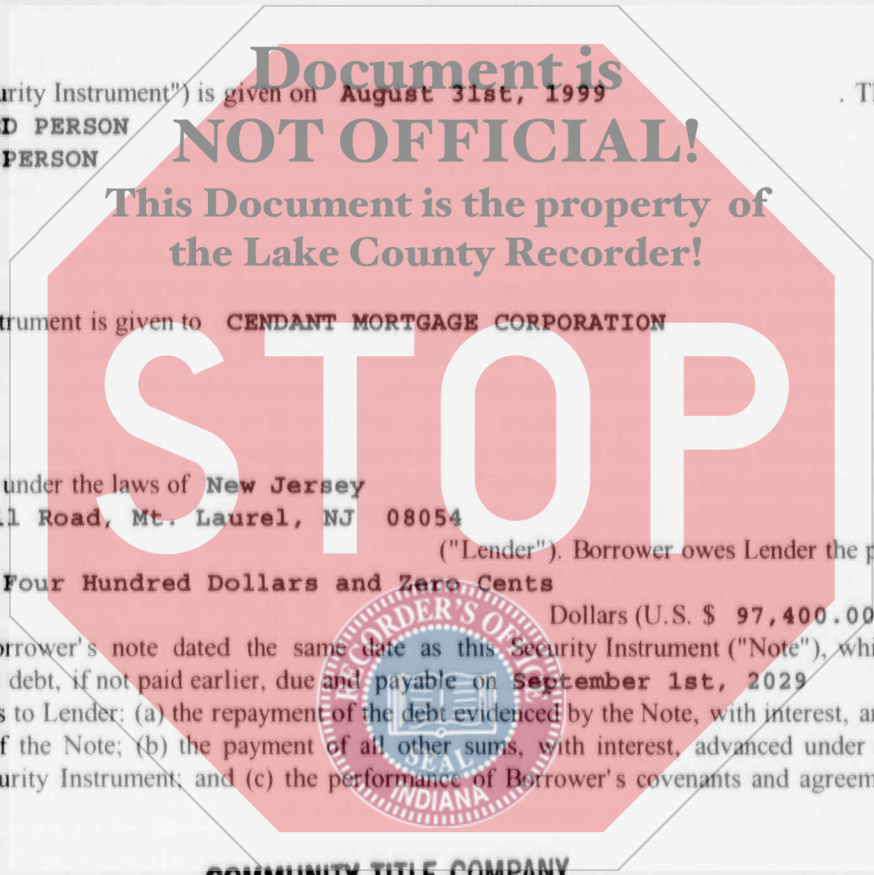 Document is
urity Instrument") is given on August 31st, 1999 . Th
D PERSON
NOT OFFICIAL!
PERSON
This Document is the property of
the Lake County Recorder!
trument is given to CENDANT MORTGAGE CORPORATION
STOP
under the laws of New Jersey
ll Road, Mt. Laurel, NJ 08054
("Lender"). Borrower owes Lender the p
Four Hundred Dollars and Zero Cents
Dollars (U.S. $ 97,400.00
orrower's note dated the same date as this Security Instrument ("Note"), whi
debt, if not paid earlier, due and payable on September 1st, 2029
s to Lender: (a) the repayment of the debt evidenced by the Note, with interest, an
f the Note; (b) the payment of all other sums, with interest, advanced under
urity Instrument; and (c) the performance of Borrower's covenants and agreem
RECORDER'S OFFICE
SEAL
INDIANA
COMMUNITY TITLE COMPANY